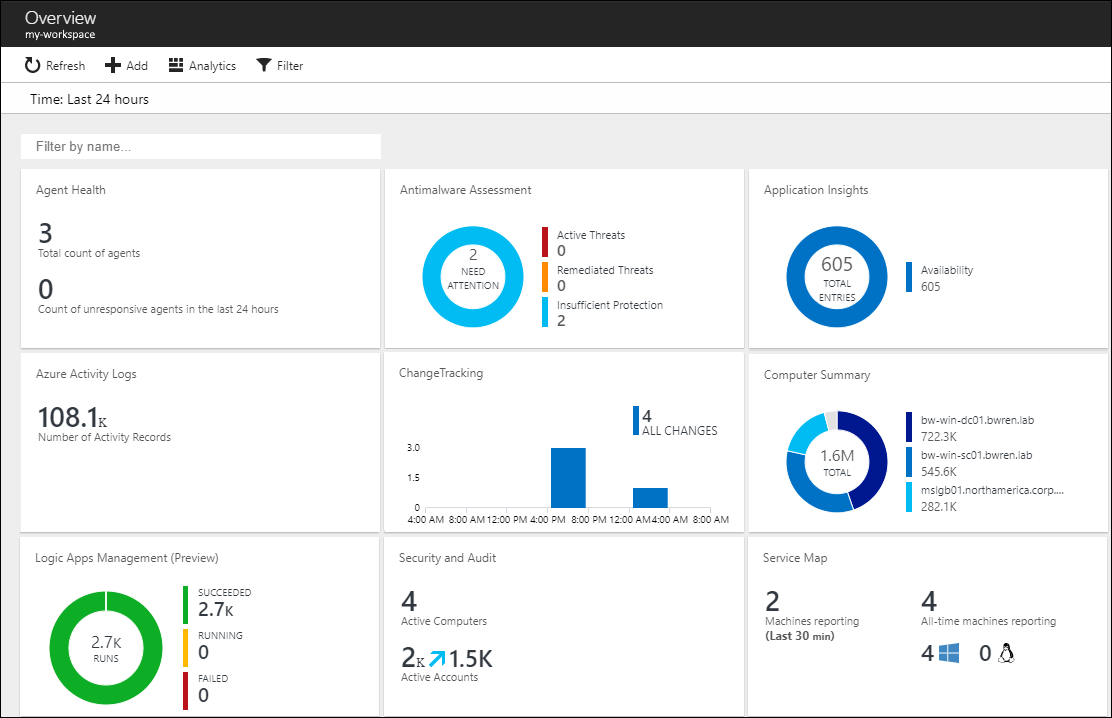 Overview
my-workspace
Refresh
Add
Analytics
Filter
Time: Last 24 hours
Filter by name...
Agent Health
3
Total count of agents
0
Count of unresponsive agents in the last 24 hours
Antimalware Assessment
2
NEED
ATTENTION
Active Threats
0
Remediated Threats
0
Insufficient Protection
2
Application Insights
605
TOTAL
ENTRIES
Availability
605
Azure Activity Logs
108.1K
Number of Activity Records
ChangeTracking
4
ALL CHANGES
3.0
1.5
0
4:00 AM 8:00 AM 12:00 PM 4:00 PM 8:00 PM 12:00 AM 4:00 AM 8:00 AM
Computer Summary
1.6M
TOTAL
bw-win-dc01.bwren.lab
722.3K
bw-win-sc01.bwren.lab
545.6K
mslgb01.northamerica.corp....
282.1K
Logic Apps Management (Preview)
2.7K
RUNS
SUCCEEDED
2.7K
RUNNING
0
FAILED
0
Security and Audit
4
Active Computers
2K 1.5K
Active Accounts
Service Map
2
Machines reporting
(Last 30 min)
4
All-time machines reporting
4 0